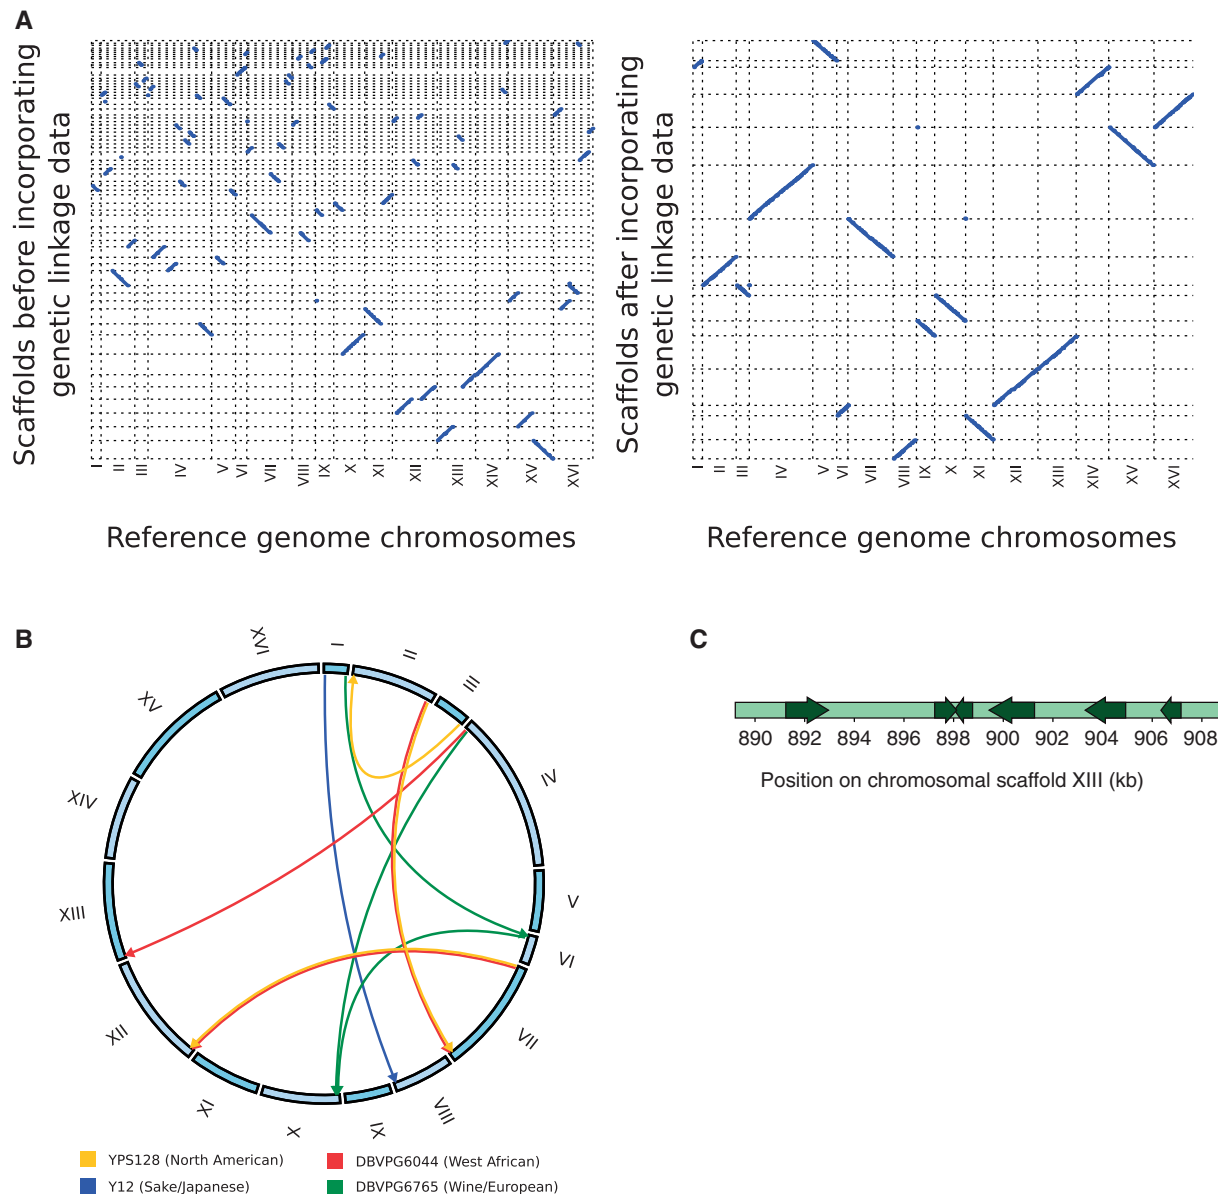 A
Scaffolds before incorporating
genetic linkage data
I II III IV V VI VII VIII IX X XI XII XIII XIV XV XVI
Reference genome chromosomes
Scaffolds after incorporating
genetic linkage data
I II III IV V VI VII VIII IX X XI XII XIII XIV XV XVI
Reference genome chromosomes
B
I
II
III
IV
V
VI
VII
VIII
IX
X
XI
XII
XIII
XIV
XV
XVI
YPS128 (North American)
DBVPG6044 (West African)
Y12 (Sake/Japanese)
DBVPG6765 (Wine/European)
C
890 892 894 896 898 900 902 904 906 908
Position on chromosomal scaffold XIII (kb)